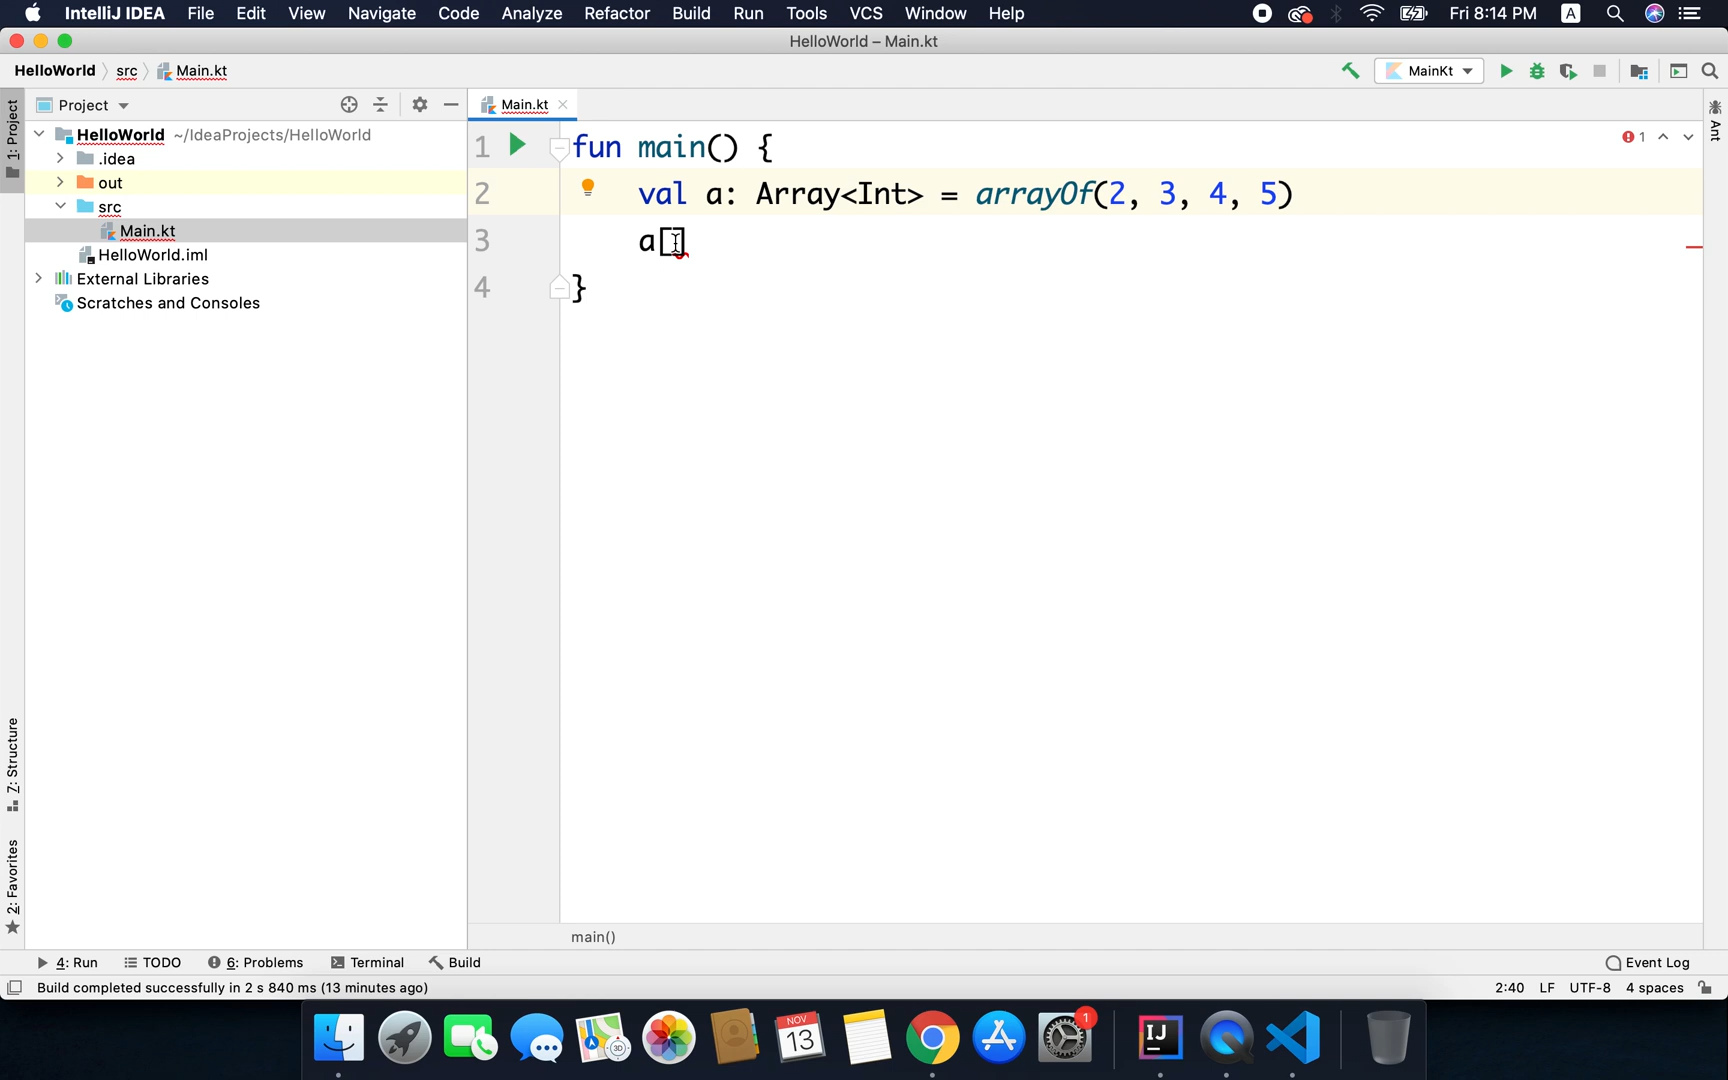 IntelliJ IDEA File Edit View Navigate Code Analyze Refactor Build Run Tools VCS Window Help Fri 8:14 PM A
HelloWorld – Main.kt
HelloWorld src Main.kt MainKt
1: Project
Project
Main.kt
Ant
HelloWorld ~/IdeaProjects/HelloWorld
.idea
out
src
Main.kt
HelloWorld.iml
External Libraries
Scratches and Consoles
1 fun main() {
2 val a: Array<Int> = arrayOf(2, 3, 4, 5)
3 a[]
4 }
1
Z: Structure
2: Favorites
main()
4: Run TODO 6: Problems Terminal Build Event Log
Build completed successfully in 2 s 840 ms (13 minutes ago) 2:40 LF UTF-8 4 spaces
3D
NOV
13
1
IJ